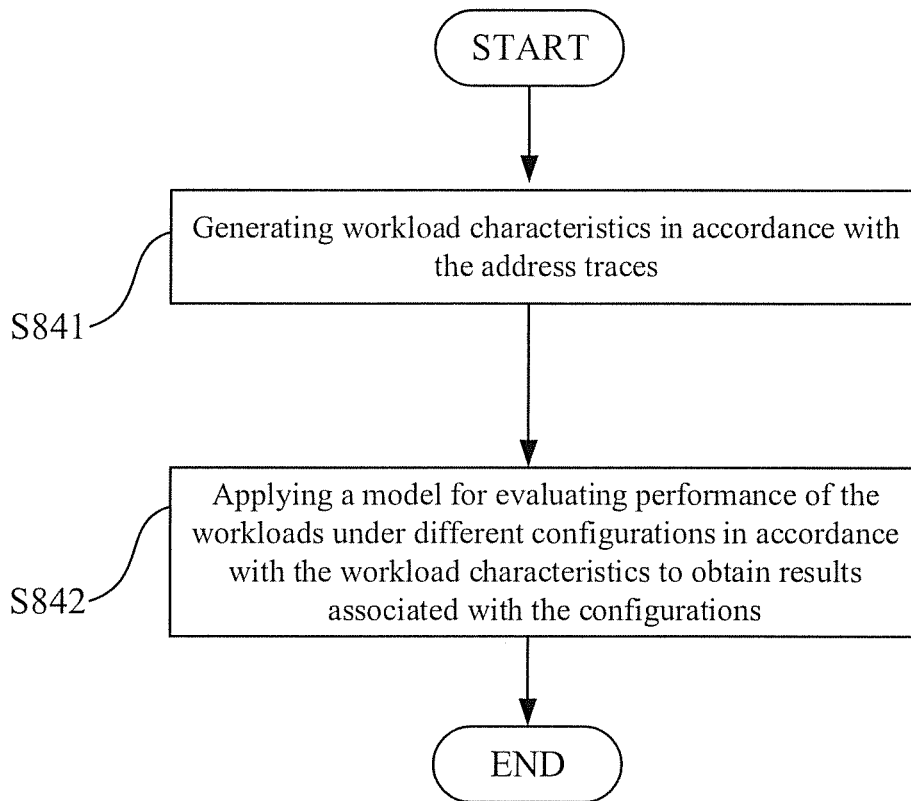 START
Generating workload characteristics in accordance with
the address traces
S841
Applying a model for evaluating performance of the
workloads under different configurations in accordance
with the workload characteristics to obtain results
associated with the configurations
S842
END